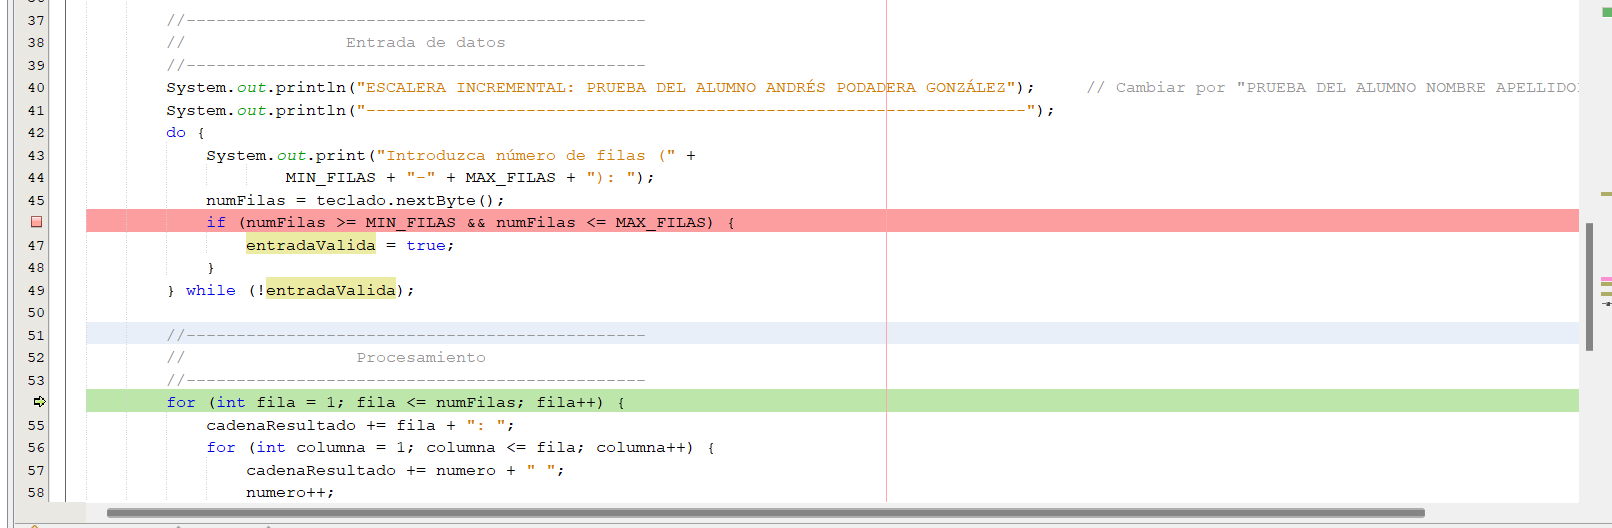 37 //----------------------------------------------
38 // Entrada de datos
39 //----------------------------------------------
40 System.out.println("ESCALERA INCREMENTAL: PRUEBA DEL ALUMNO ANDRÉS PODADERA GONZÁLEZ"); // Cambiar por "PRUEBA DEL ALUMNO NOMBRE APELLIDO
41 System.out.println("------------------------------------------------------------------");
42 do {
43 System.out.print("Introduzca número de filas (" +
44 MIN_FILAS + "-" + MAX_FILAS + "): ");
45 numFilas = teclado.nextByte();
if (numFilas >= MIN_FILAS && numFilas <= MAX_FILAS) {
47 entradaValida = true;
48 }
49 } while (!entradaValida);
50
51 //----------------------------------------------
52 // Procesamiento
53 //----------------------------------------------
for (int fila = 1; fila <= numFilas; fila++) {
55 cadenaResultado += fila + ": ";
56 for (int columna = 1; columna <= fila; columna++) {
57 cadenaResultado += numero + " ";
58 numero++;